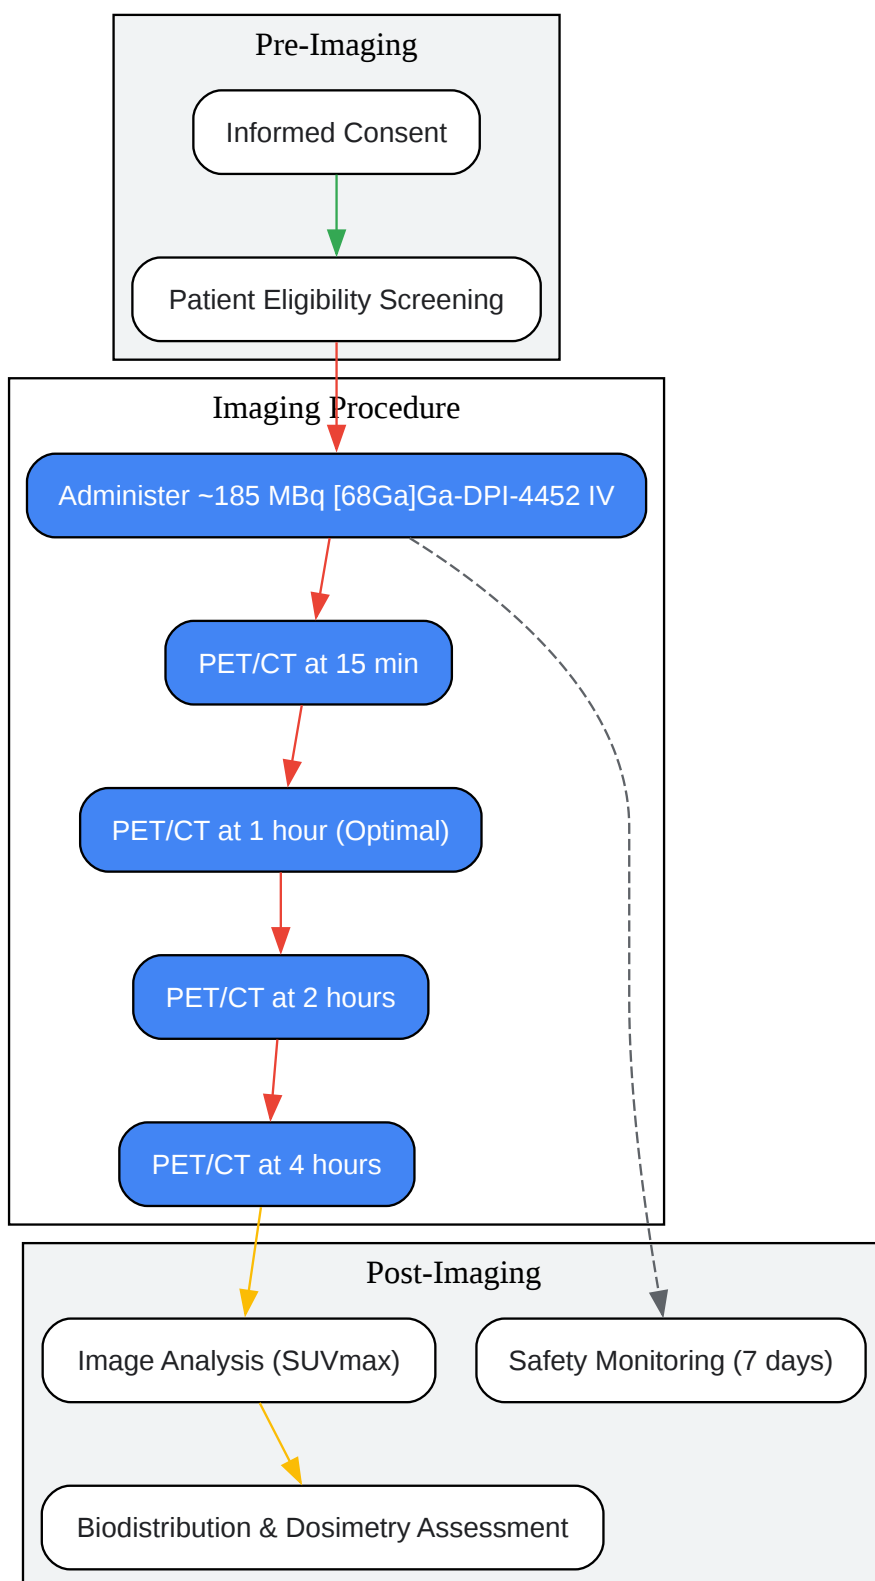 Pre-Imaging
Informed Consent
Patient Eligibility Screening
Imaging Procedure
Administer ~185 MBq [68Ga]Ga-DPI-4452 IV
PET/CT at 15 min
PET/CT at 1 hour (Optimal)
PET/CT at 2 hours
PET/CT at 4 hours
Post-Imaging
Image Analysis (SUVmax)
Safety Monitoring (7 days)
Biodistribution & Dosimetry Assessment